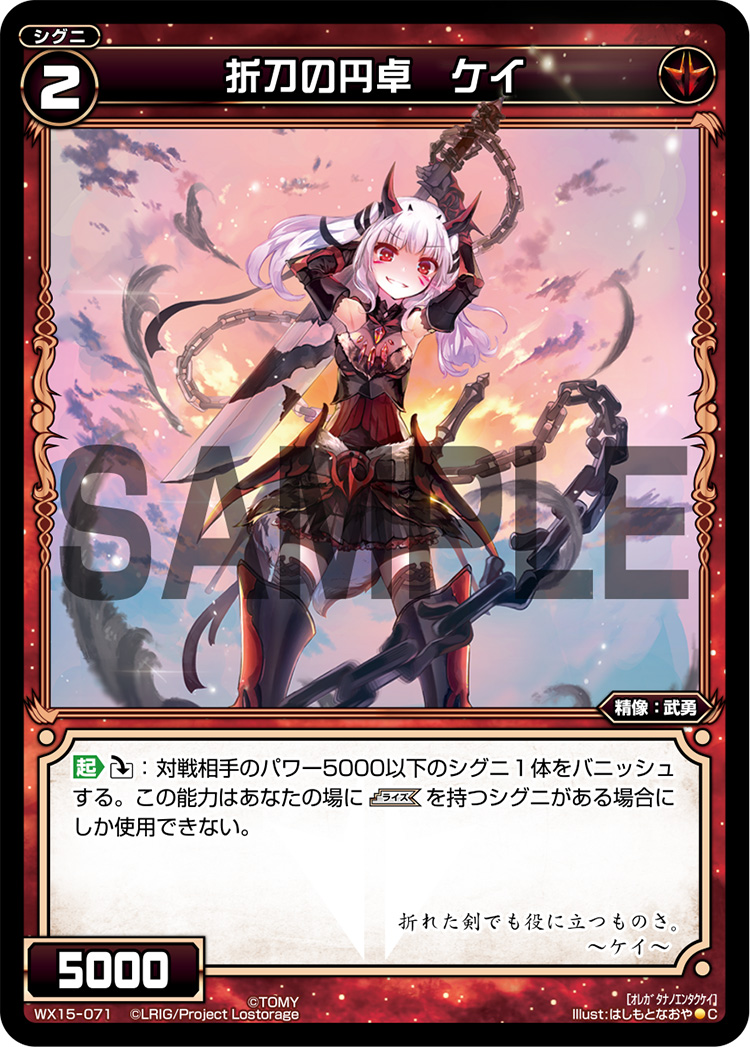 シグニ
2
折刀の円卓　ケイ
SAMPLE
精像：武勇
起：対戦相手のパワー5000以下のシグニ１体をバニッシュ
する。この能力はあなたの場にライズを持つシグニがある場合に
しか使用できない。
折れた剣でも役に立つものさ。
～ケイ～
5000
©TOMY
[オレガタナノエンタクケイ]
WX15-071 ©LRIG/Project Lostorage
Illust:はしもとなおや C